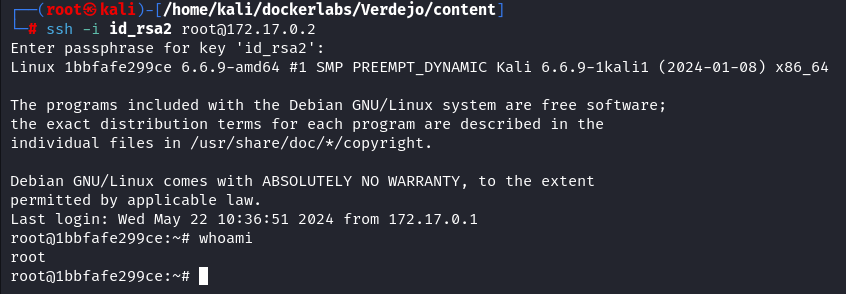 ┌──(root㉿kali)-[/home/kali/dockerlabs/Verdejo/content]
└─# ssh -i id_rsa2 root@172.17.0.2
Enter passphrase for key 'id_rsa2':
Linux 1bbfafe299ce 6.6.9-amd64 #1 SMP PREEMPT_DYNAMIC Kali 6.6.9-1kali1 (2024-01-08) x86_64
The programs included with the Debian GNU/Linux system are free software;
the exact distribution terms for each program are described in the
individual files in /usr/share/doc/*/copyright.
Debian GNU/Linux comes with ABSOLUTELY NO WARRANTY, to the extent
permitted by applicable law.
Last login: Wed May 22 10:36:51 2024 from 172.17.0.1
root@1bbfafe299ce:~# whoami
root
root@1bbfafe299ce:~#